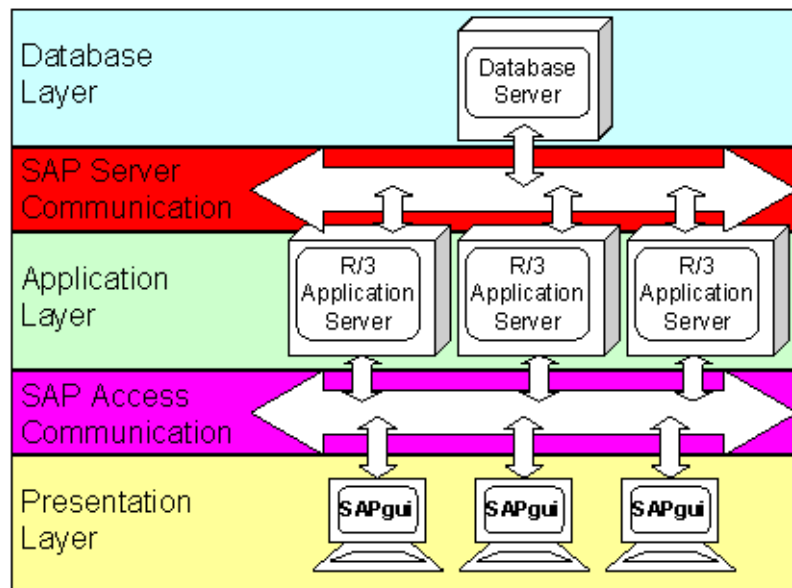 Database
Layer
Database
Server
SAP Server
Communication
Application
Layer
R/3
Application
Server
R/3
Application
Server
R/3
Application
Server
SAP Access
Communication
Presentation
Layer
SAPgui
SAPgui
SAPgui